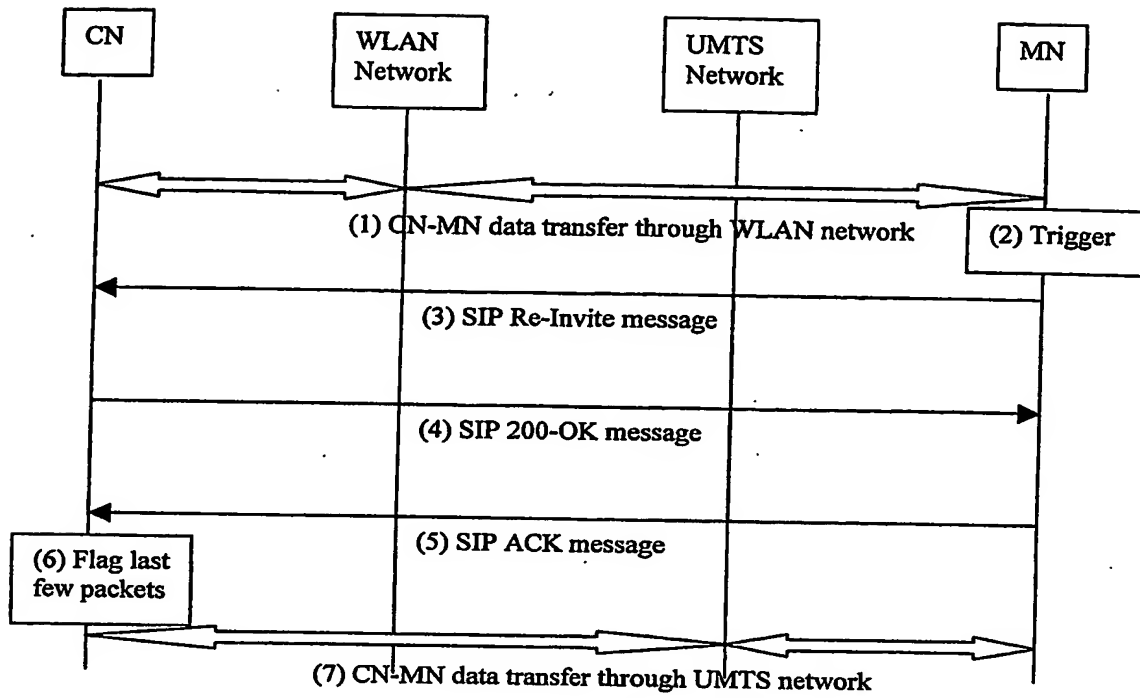 CN
WLAN
Network
UMTS
Network
MN
(1) CN-MN data transfer through WLAN network
(2) Trigger
(3) SIP Re-Invite message
(4) SIP 200-OK message
(5) SIP ACK message
(6) Flag last
few packets
(7) CN-MN data transfer through UMTS network